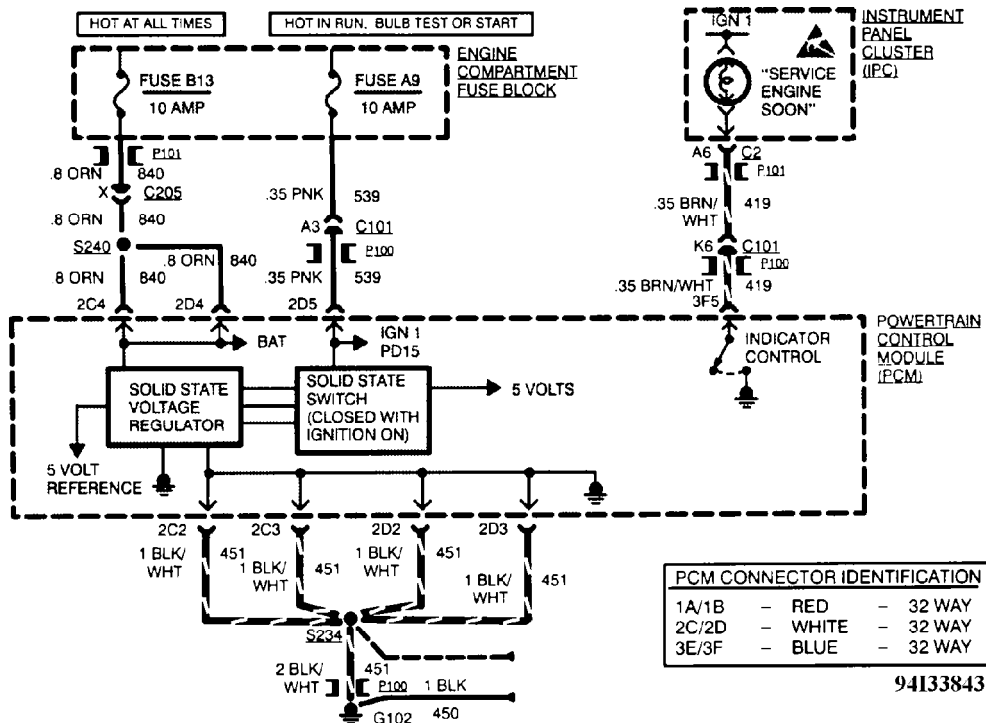 HOT AT ALL TIMES
HOT IN RUN, BULB TEST OR START
IGN 1
INSTRUMENT
PANEL
CLUSTER
(IPC)
ENGINE
COMPARTMENT
FUSE BLOCK
FUSE B13
10 AMP
FUSE A9
10 AMP
"SERVICE
ENGINE
SOON"
P101
.8 ORN 840
X C205
.8 ORN 840
S240
.8 ORN 840
.8 ORN 840
.35 PNK 539
A3 C101
P100
.35 PNK 539
A6 C2
P101
.35 BRN/
WHT 419
K6 C101
P100
.35 BRN/WHT 419
2C4 2D4 2D5 3F5
BAT
IGN 1
PD15
INDICATOR
CONTROL
POWERTRAIN
CONTROL
MODULE
(PCM)
SOLID STATE
VOLTAGE
REGULATOR
SOLID STATE
SWITCH
(CLOSED WITH
IGNITION ON)
5 VOLTS
5 VOLT
REFERENCE
2C2 2C3 2D2 2D3
1 BLK/
WHT 451
1 BLK/
WHT 451
1 BLK/
WHT 451
1 BLK/
WHT 451
S234
2 BLK/
WHT 451
P100
1 BLK
G102 450
PCM CONNECTOR IDENTIFICATION
1A/1B – RED – 32 WAY
2C/2D – WHITE – 32 WAY
3E/3F – BLUE – 32 WAY
94I33843